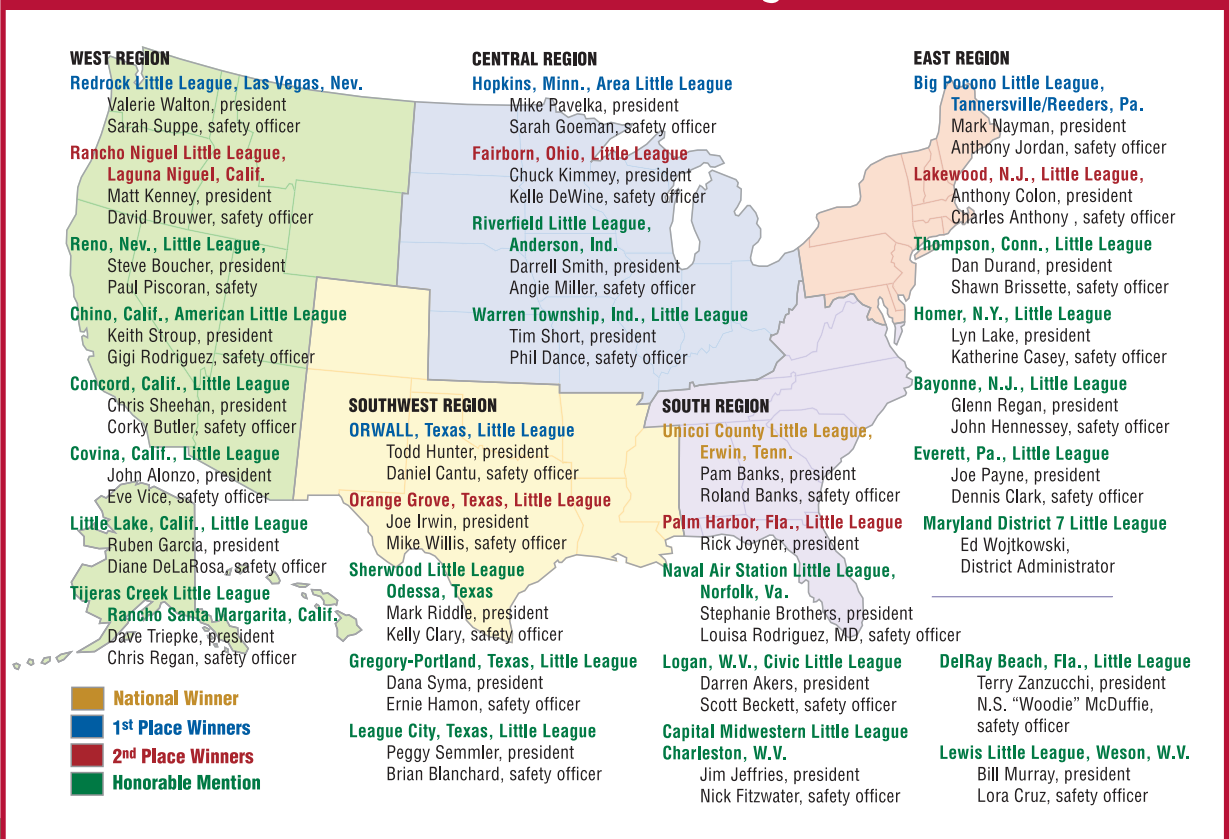 WEST REGION
Redrock Little League, Las Vegas, Nev.
Valerie Walton, president
Sarah Suppe, safety officer
Rancho Niguel Little League,
Laguna Niguel, Calif.
Matt Kenney, president
David Brouwer, safety officer
Reno, Nev., Little League,
Steve Boucher, president
Paul Piscoran, safety
Chino, Calif., American Little League
Keith Stroup, president
Gigi Rodriguez, safety officer
Concord, Calif., Little League
Chris Sheehan, president
Corky Butler, safety officer
Covina, Calif., Little League
John Alonzo, president
Eve Vice, safety officer
Little Lake, Calif., Little League
Ruben Garcia, president
Diane DeLaRosa, safety officer
Tijeras Creek Little League
Rancho Santa Margarita, Calif.
Dave Triepke, president
Chris Regan, safety officer
National Winner
1st Place Winners
2nd Place Winners
Honorable Mention
CENTRAL REGION
Hopkins, Minn., Area Little League
Mike Pavelka, president
Sarah Goeman, safety officer
Fairborn, Ohio, Little League
Chuck Kimmey, president
Kelle DeWine, safety officer
Riverfield Little League,
Anderson, Ind.
Darrell Smith, president
Angie Miller, safety officer
Warren Township, Ind., Little League
Tim Short, president
Phil Dance, safety officer
SOUTHWEST REGION
ORWALL, Texas, Little League
Todd Hunter, president
Daniel Cantu, safety officer
Orange Grove, Texas, Little League
Joe Irwin, president
Mike Willis, safety officer
Sherwood Little League
Odessa, Texas
Mark Riddle, president
Kelly Clary, safety officer
Gregory-Portland, Texas, Little League
Dana Syma, president
Ernie Hamon, safety officer
League City, Texas, Little League
Peggy Semmler, president
Brian Blanchard, safety officer
SOUTH REGION
Unicoi County Little League,
Erwin, Tenn.
Pam Banks, president
Roland Banks, safety officer
Palm Harbor, Fla., Little League
Rick Joyner, president
Naval Air Station Little League,
Norfolk, Va.
Stephanie Brothers, president
Louisa Rodriguez, MD, safety officer
Logan, W.V., Civic Little League
Darren Akers, president
Scott Beckett, safety officer
Capital Midwestern Little League
Charleston, W.V.
Jim Jeffries, president
Nick Fitzwater, safety officer
EAST REGION
Big Pocono Little League,
Tannersville/Reeders, Pa.
Mark Nayman, president
Anthony Jordan, safety officer
Lakewood, N.J., Little League,
Anthony Colon, president
Charles Anthony , safety officer
Thompson, Conn., Little League
Dan Durand, president
Shawn Brissette, safety officer
Homer, N.Y., Little League
Lyn Lake, president
Katherine Casey, safety officer
Bayonne, N.J., Little League
Glenn Regan, president
John Hennessey, safety officer
Everett, Pa., Little League
Joe Payne, president
Dennis Clark, safety officer
Maryland District 7 Little League
Ed Wojtkowski,
District Administrator
DelRay Beach, Fla., Little League
Terry Zanzucchi, president
N.S. “Woodie” McDuffie,
safety officer
Lewis Little League, Weson, W.V.
Bill Murray, president
Lora Cruz, safety officer